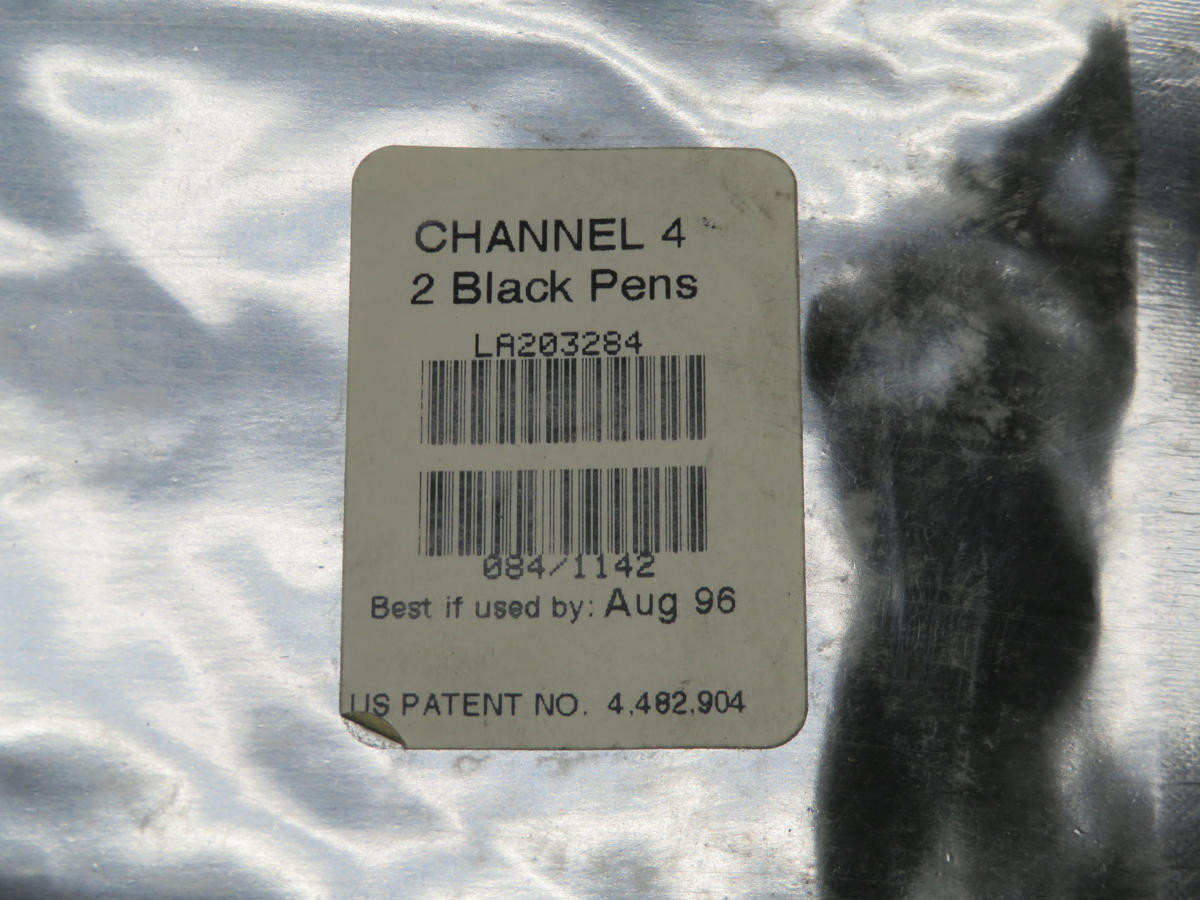 CHANNEL 4
2 Black Pens
LA203284
084/1142
Best if used by: Aug 96
US PATENT NO. 4,482,904